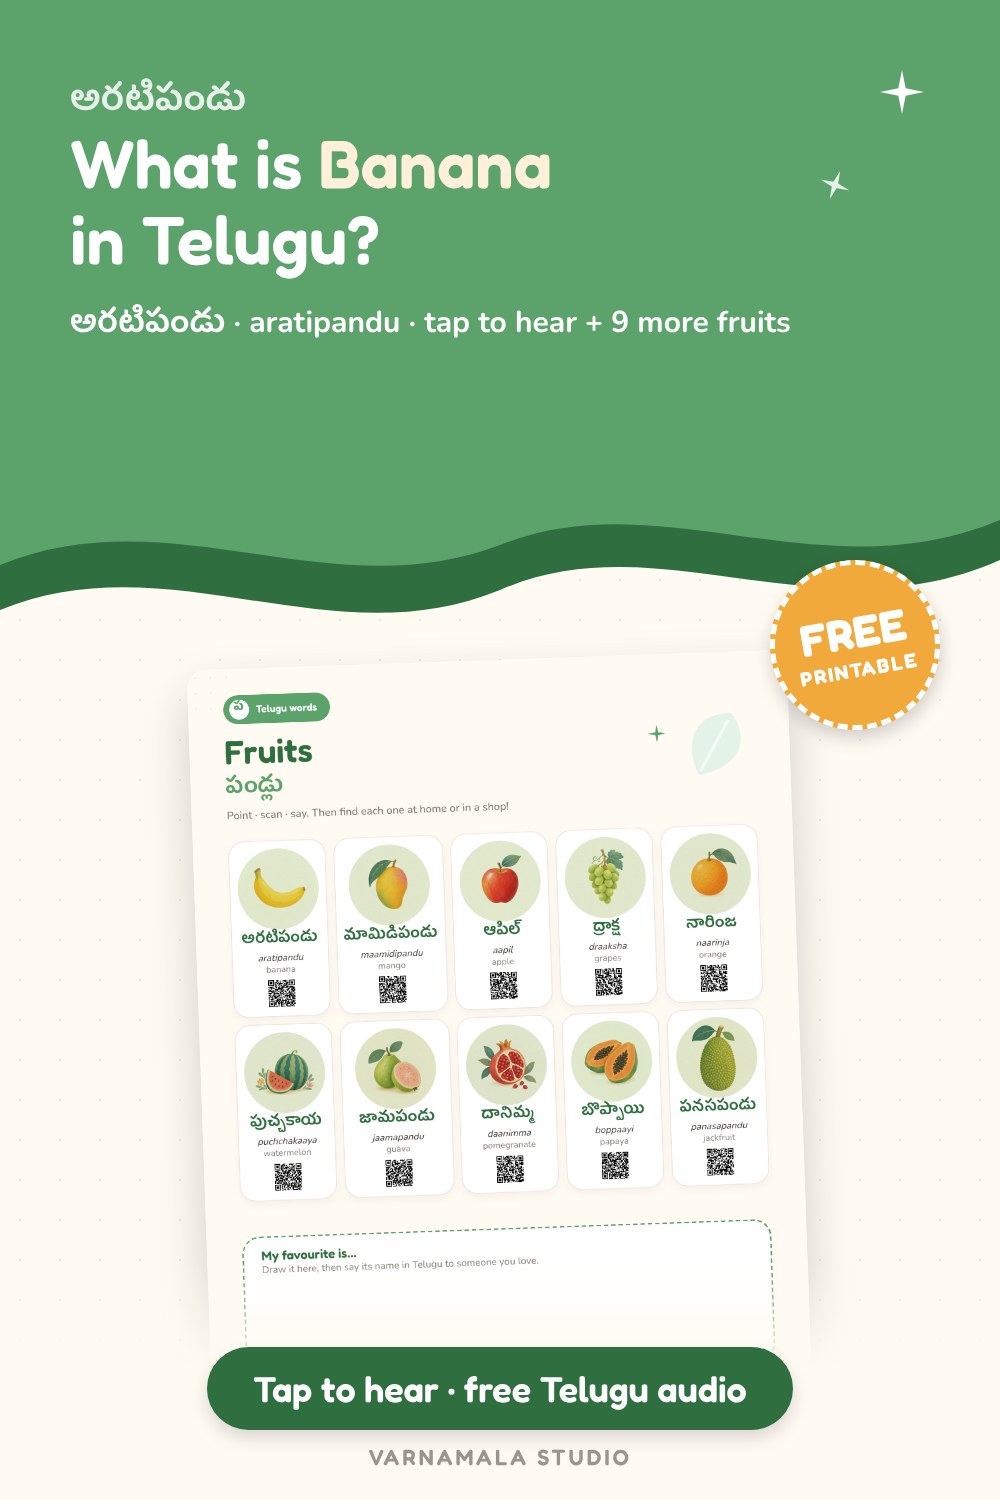 అరటిపండు
What is Banana
in Telugu?
అరటిపండు · aratipandu · tap to hear + 9 more fruits
FREE
PRINTABLE
ప Telugu words
Fruits
పండ్లు
Point · scan · say. Then find each one at home or in a shop!
అరటిపండు
aratipandu
banana
మామిడిపండు
maamidipandu
mango
ఆపిల్
aapil
apple
ద్రాక్ష
draaksha
grapes
నారింజ
naarinja
orange
పుచ్చకాయ
puchchakaaya
watermelon
జామపండు
jaamapandu
guava
దానిమ్మ
daanimma
pomegranate
బొప్పాయి
boppaayi
papaya
పనసపండు
panasapandu
jackfruit
My favourite is...
Draw it here, then say its name in Telugu to someone you love.
Tap to hear · free Telugu audio
VARNAMALA STUDIO